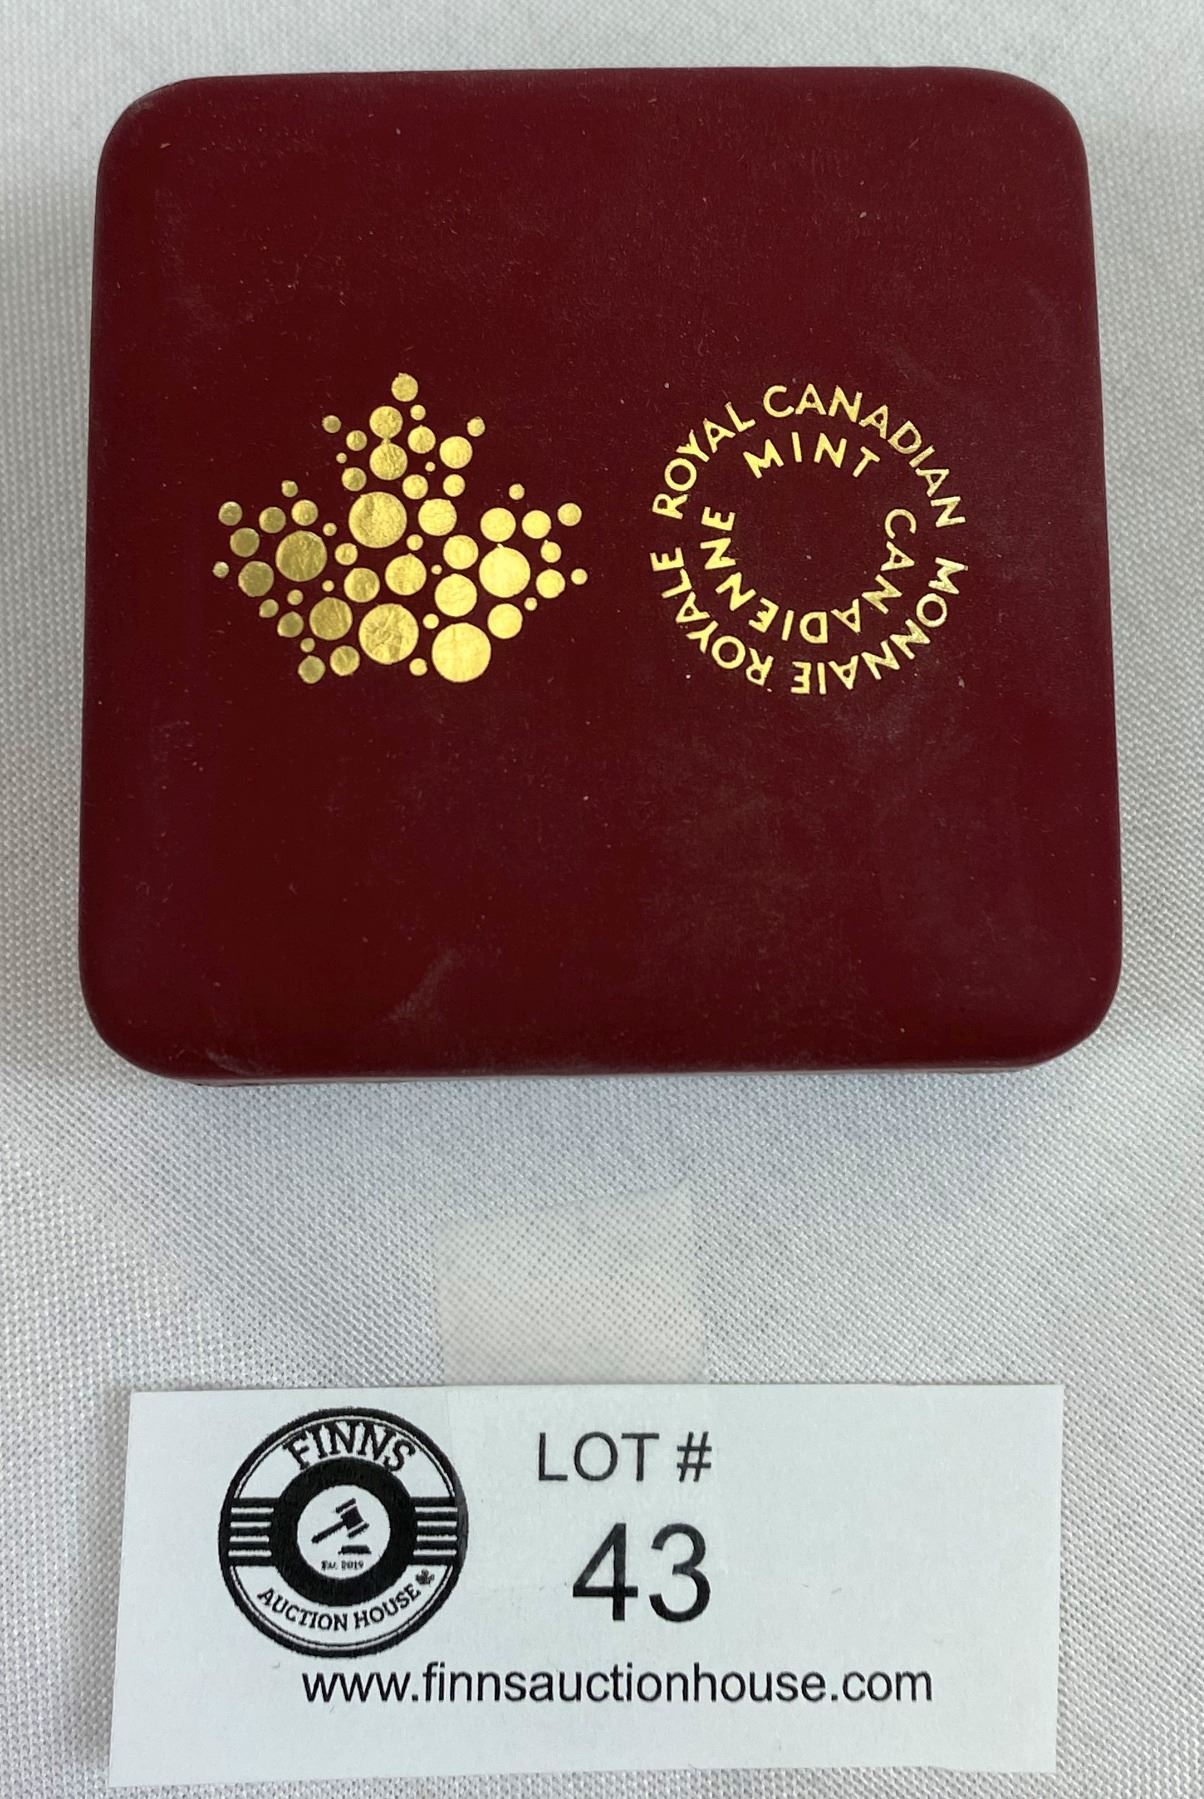 ROYAL CANADIAN MINT
MONNAIE ROYALE CANADIENNE
FINNS
Est. 2019
AUCTION HOUSE
LOT #
43
www.finnsauctionhouse.com